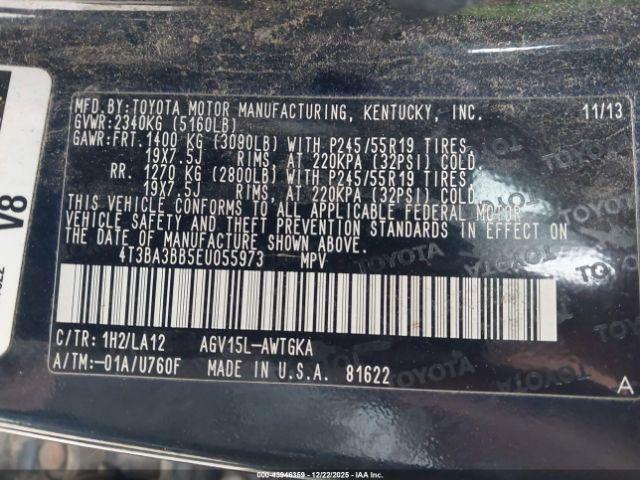 MFD.BY:TOYOTA MOTOR MANUFACTURING, KENTUCKY, INC. 11/13
GVWR:2340KG (5160LB)
GAWR:FRT.1400 KG (3090LB) WITH P245/55R19 TIRES,
19X7.5J RIMS, AT 220KPA (32PSI) COLD.
RR. 1270 KG (2800LB) WITH P245/55R19 TIRES,
19X7.5J RIMS, AT 220KPA (32PSI) COLD.
THIS VEHICLE CONFORMS TO ALL APPLICABLE FEDERAL MOTOR
VEHICLE SAFETY AND THEFT PREVENTION STANDARDS IN EFFECT ON
THE DATE OF MANUFACTURE SHOWN ABOVE.
4T3BA3BB5EU055973 MPV
C/TR: 1H2/LA12 AGV15L-AWTGKA
A/TM:-01A/U760F MADE IN U.S.A. 81622
A
V8
TOYOTA
000-43946359 - 12/22/2025 - IAAI.COM